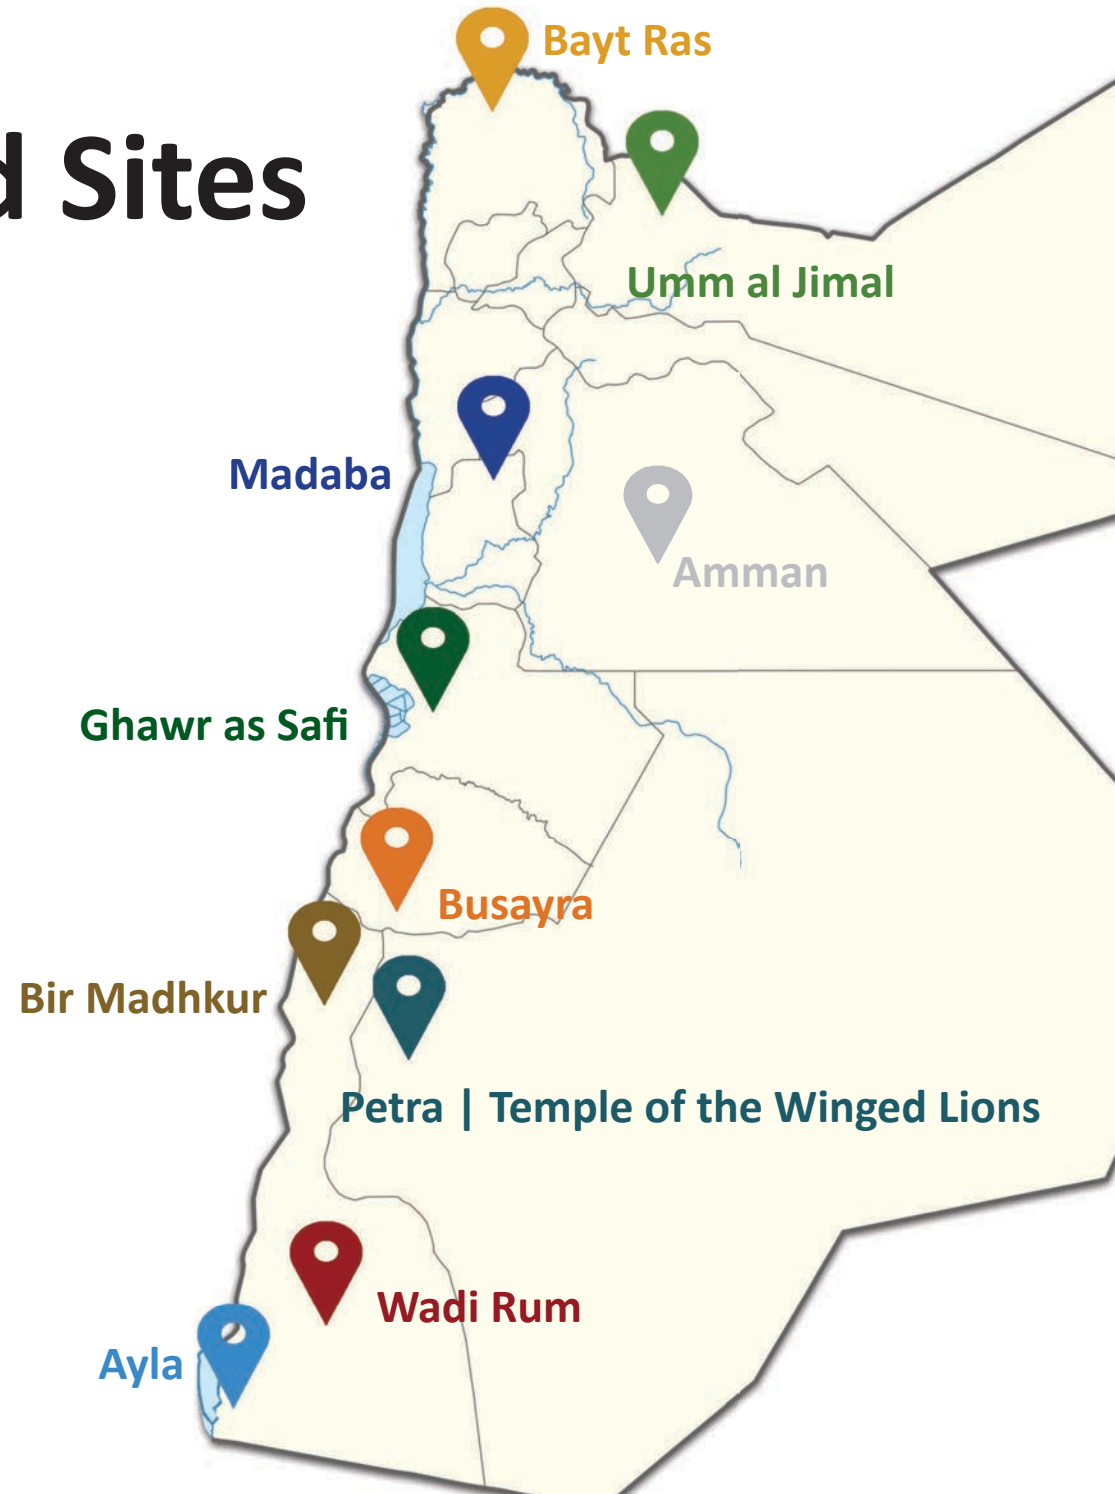 Bayt Ras
d Sites
Umm al Jimal
Madaba
Amman
Ghawr as Safi
Busayra
Bir Madhkur
Petra | Temple of the Winged Lions
Wadi Rum
Ayla